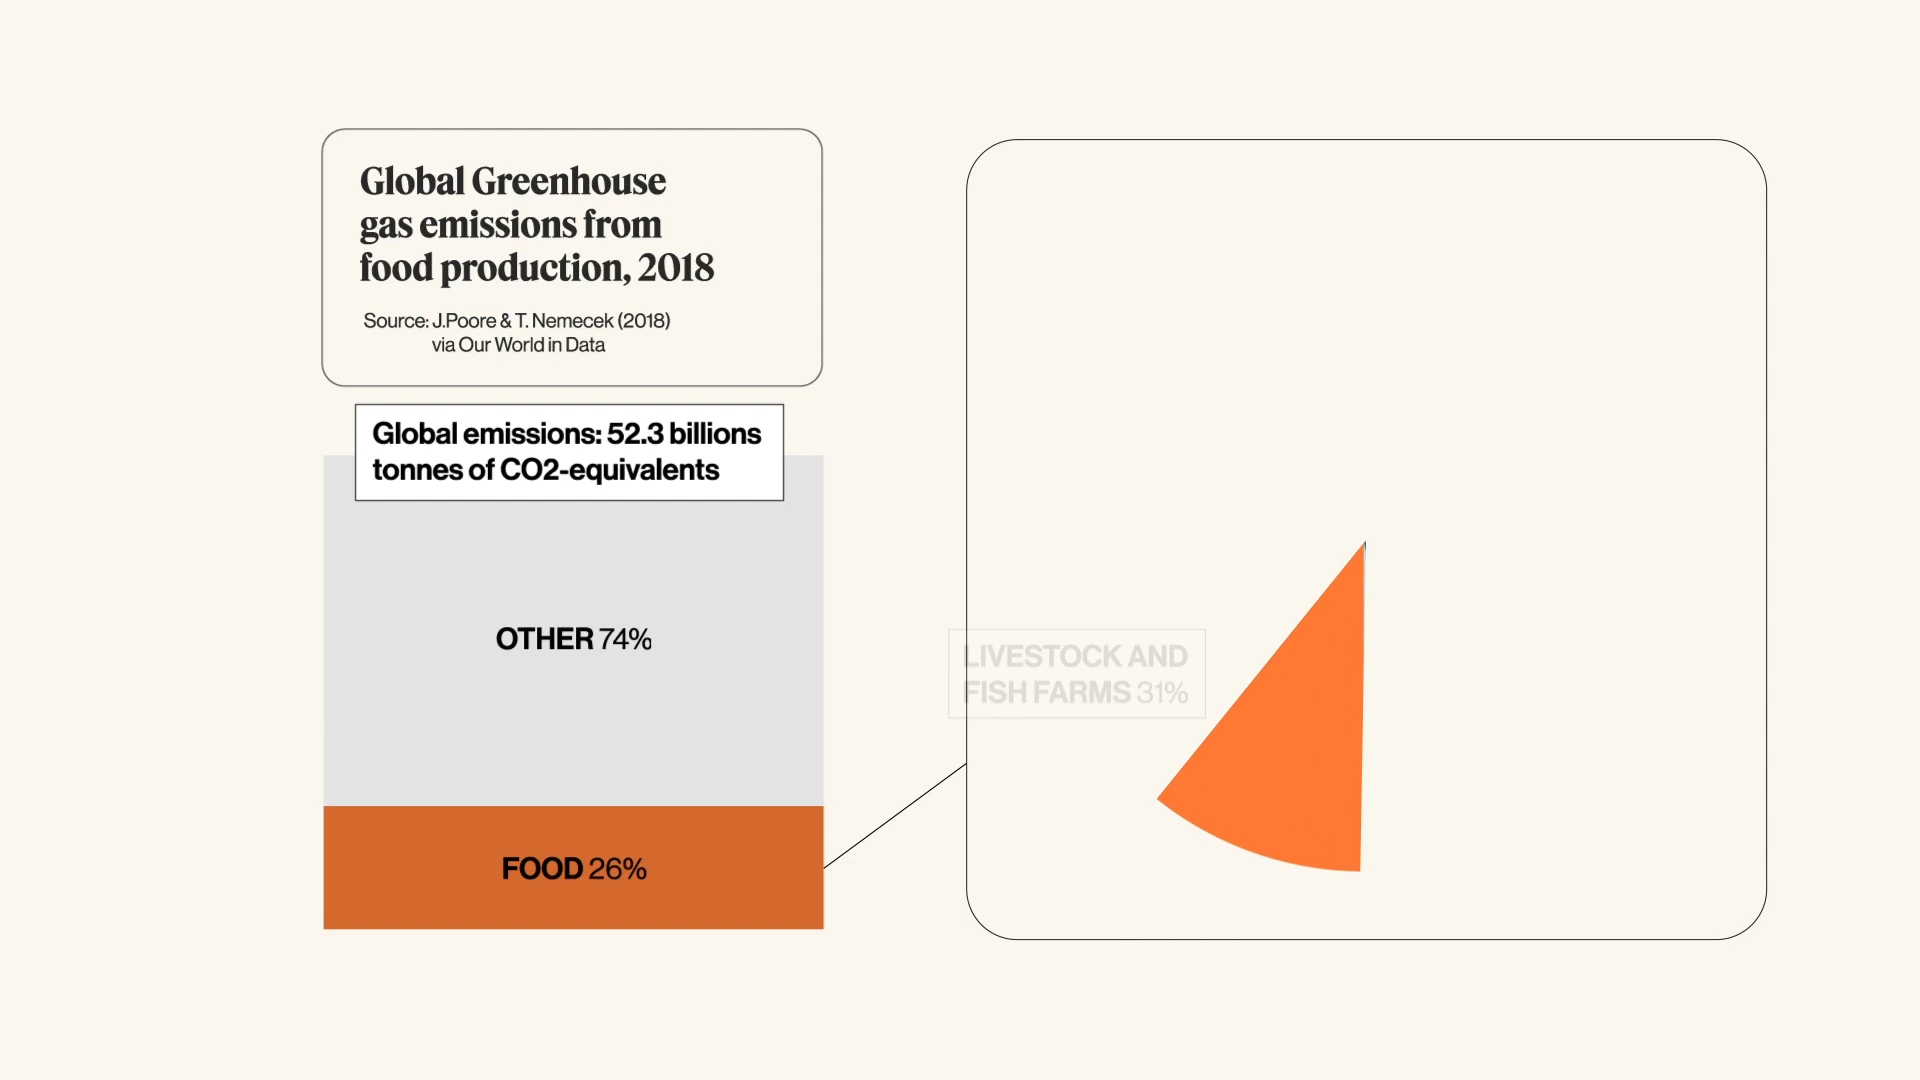 Global Greenhouse
gas emissions from
food production, 2018
Source: J.Poore & T. Nemecek (2018)
via Our World in Data
Global emissions: 52.3 billions
tonnes of CO2-equivalents
OTHER 74%
FOOD 26%
LIVESTOCK AND
FISH FARMS 31%